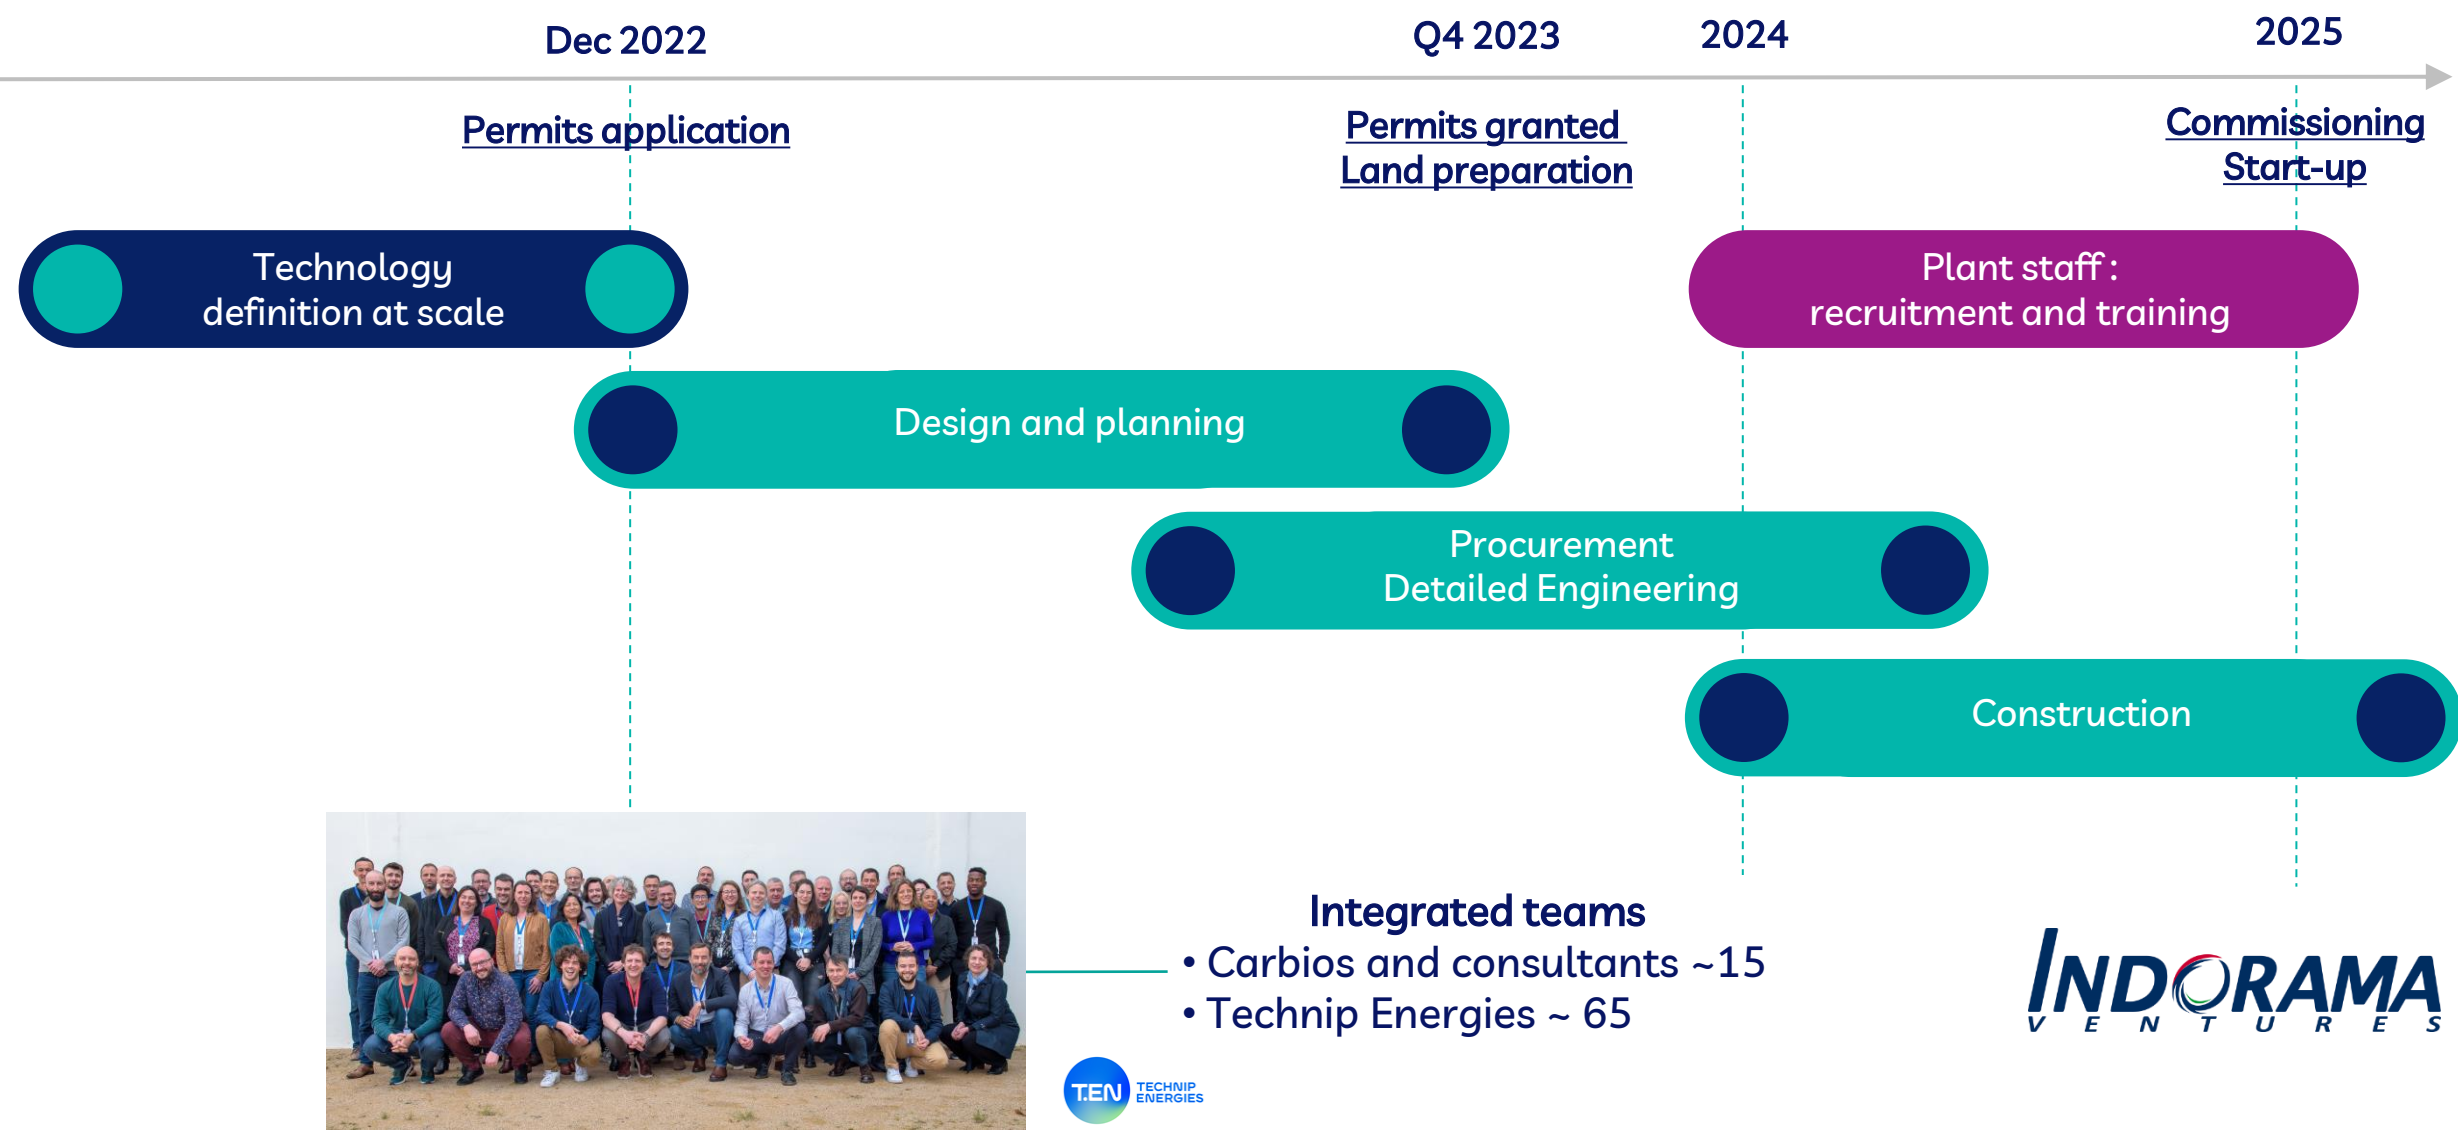 Dec 2022
Q4 2023
2024
2025
Permits application
Permits granted
Land preparation
Commissioning
Start-up
Technology
definition at scale
Plant staff :
recruitment and training
Design and planning
Procurement
Detailed Engineering
Construction
Integrated teams
• Carbios and consultants ~15
• Technip Energies ~ 65
T.EN
TECHNIP
ENERGIES
INDORAMA
VENTURES